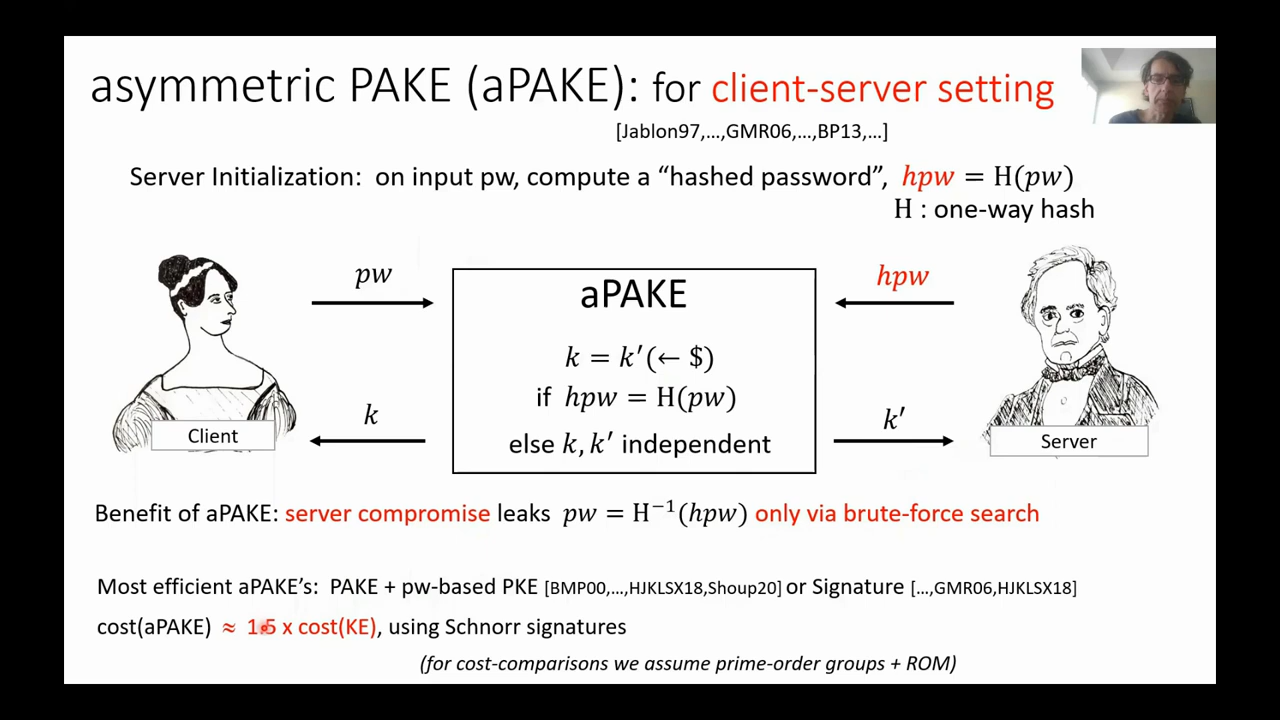 asymmetric PAKE (aPAKE): for client-server setting
[Jablon97,...,GMR06,...,BP13,...]
Server Initialization: on input pw, compute a “hashed password”, hpw = H(pw)
H : one-way hash
pw
hpw
aPAKE
k = k′(← $)
if hpw = H(pw)
else k, k′ independent
k
k′
Client
Server
Benefit of aPAKE: server compromise leaks pw = H⁻¹(hpw) only via brute-force search
Most efficient aPAKE’s: PAKE + pw-based PKE [BMP00,...,HJKLSX18,Shoup20] or Signature [...,GMR06,HJKLSX18]
cost(aPAKE) ≈ 1.5 x cost(KE), using Schnorr signatures
(for cost-comparisons we assume prime-order groups + ROM)